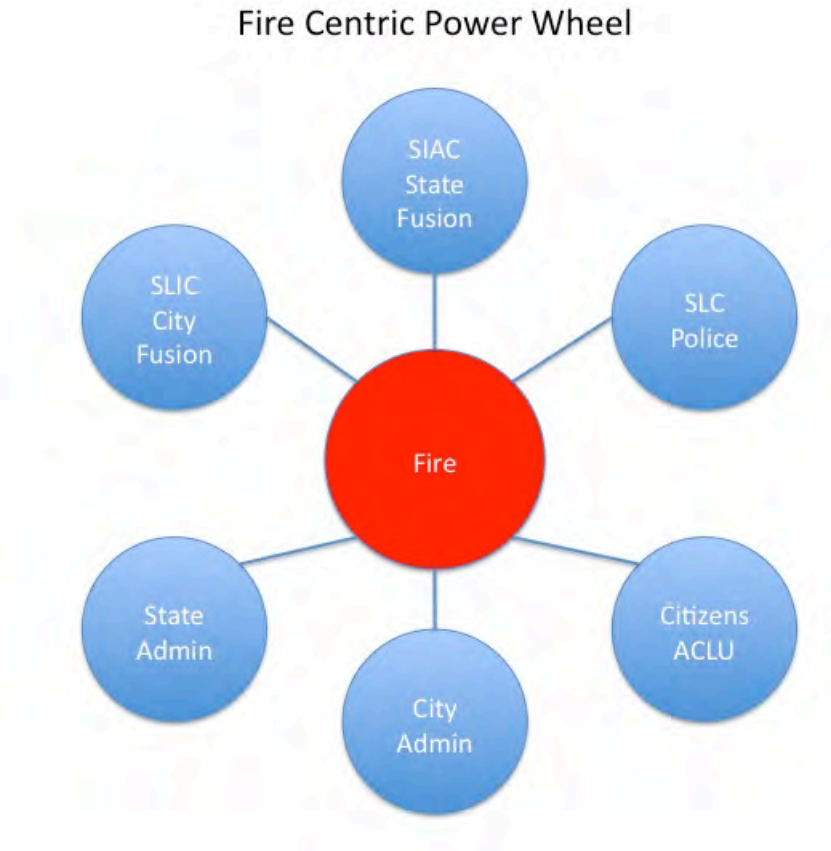 Fire Centric Power Wheel
SIAC
State
Fusion
SLIC
City
Fusion
SLC
Police
Fire
State
Admin
Citizens
ACLU
City
Admin